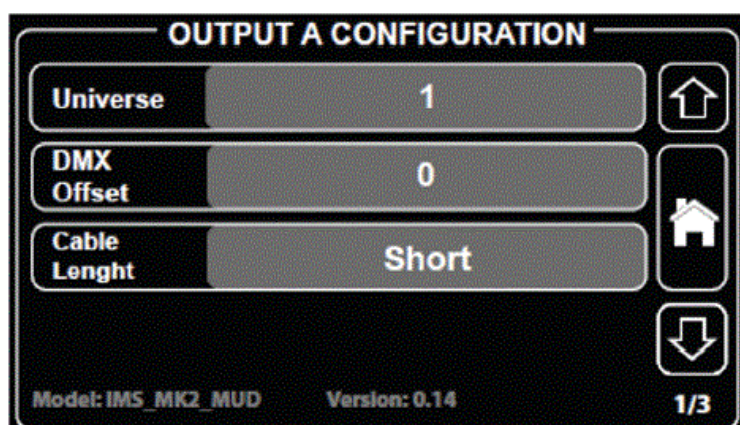 OUTPUT A CONFIGURATION
Universe 1
DMX
Offset 0
Cable
Lenght Short
Model: IMS_MK2_MUD Version: 0.14
1/3